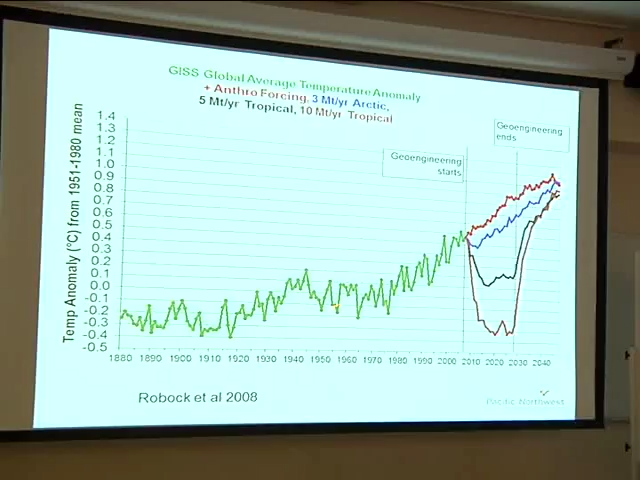 GISS Global Average Temperature Anomaly
+ Anthro Forcing, 3 Mt/yr Arctic,
5 Mt/yr Tropical, 10 Mt/yr Tropical
Temp Anomaly (°C) from 1951-1980 mean
1.4
1.3
1.2
1.1
1.0
0.9
0.8
0.7
0.6
0.5
0.4
0.3
0.2
0.1
0.0
-0.1
-0.2
-0.3
-0.4
-0.5
Geoengineering
starts
Geoengineering
ends
1880 1890 1900 1910 1920 1930 1940 1950 1960 1970 1980 1990 2000 2010 2020 2030 2040
Robock et al 2008
Pacific Northwest